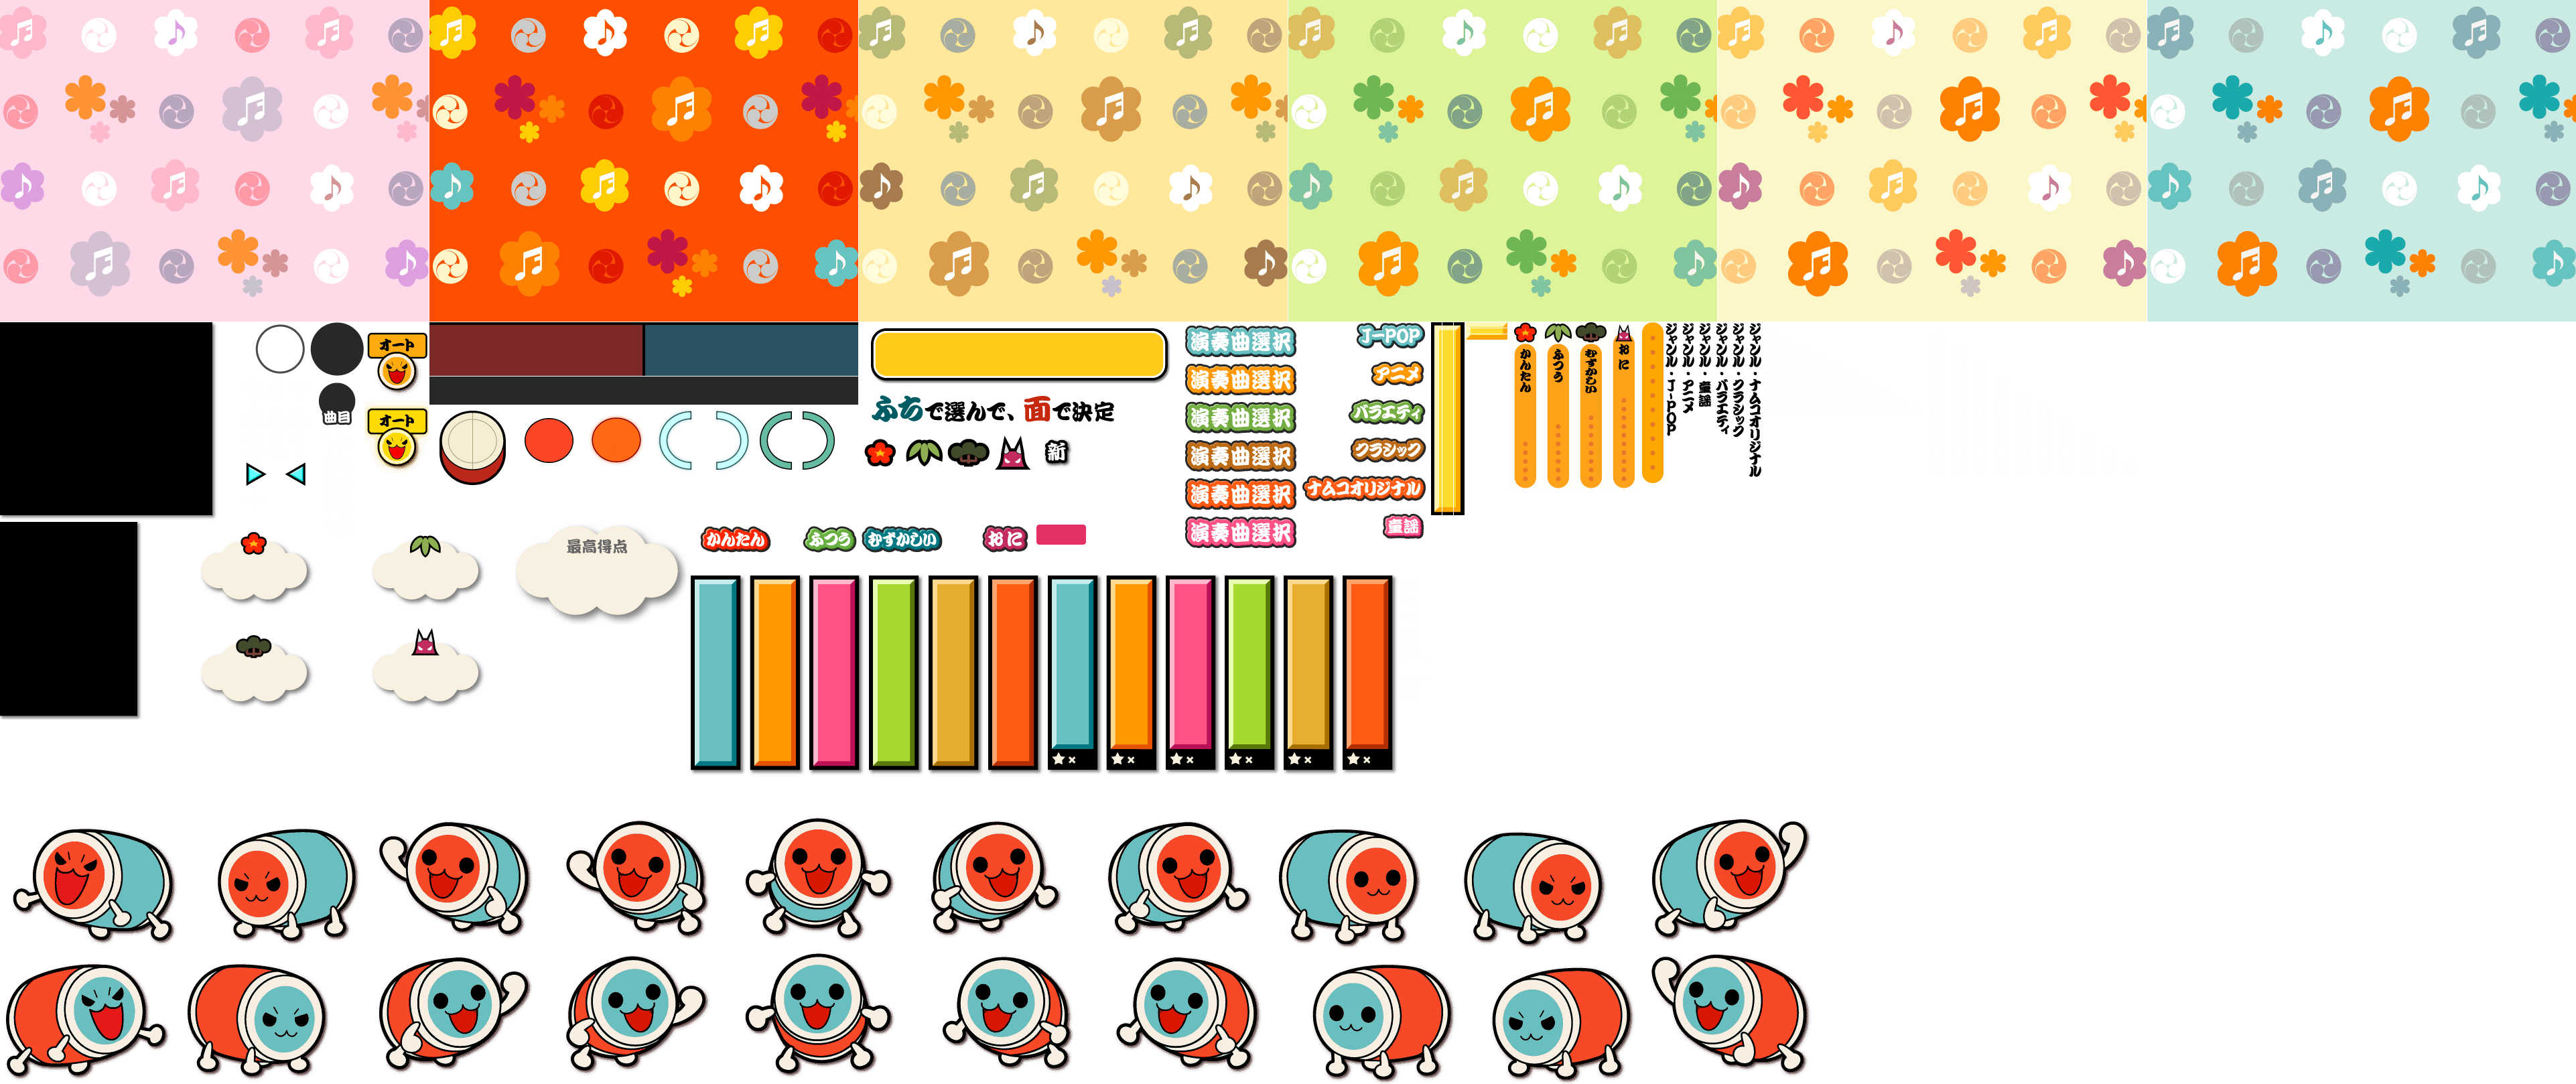 オート
曲目
オート
ふちで選んで、面で決定
新
演奏曲選択
演奏曲選択
演奏曲選択
演奏曲選択
演奏曲選択
演奏曲選択
J-POP
アニメ
バラエティ
クラシック
ナムコオリジナル
童謡
かんたん
ふつう
むずかしい
おに
ジャンル・J-POP
ジャンル・アニメ
ジャンル・童謡
ジャンル・バラエティ
ジャンル・クラシック
ジャンル・ナムコオリジナル
最高得点
かんたん
ふつう
むずかしい
おに
★×
★×
★×
★×
★×
★×